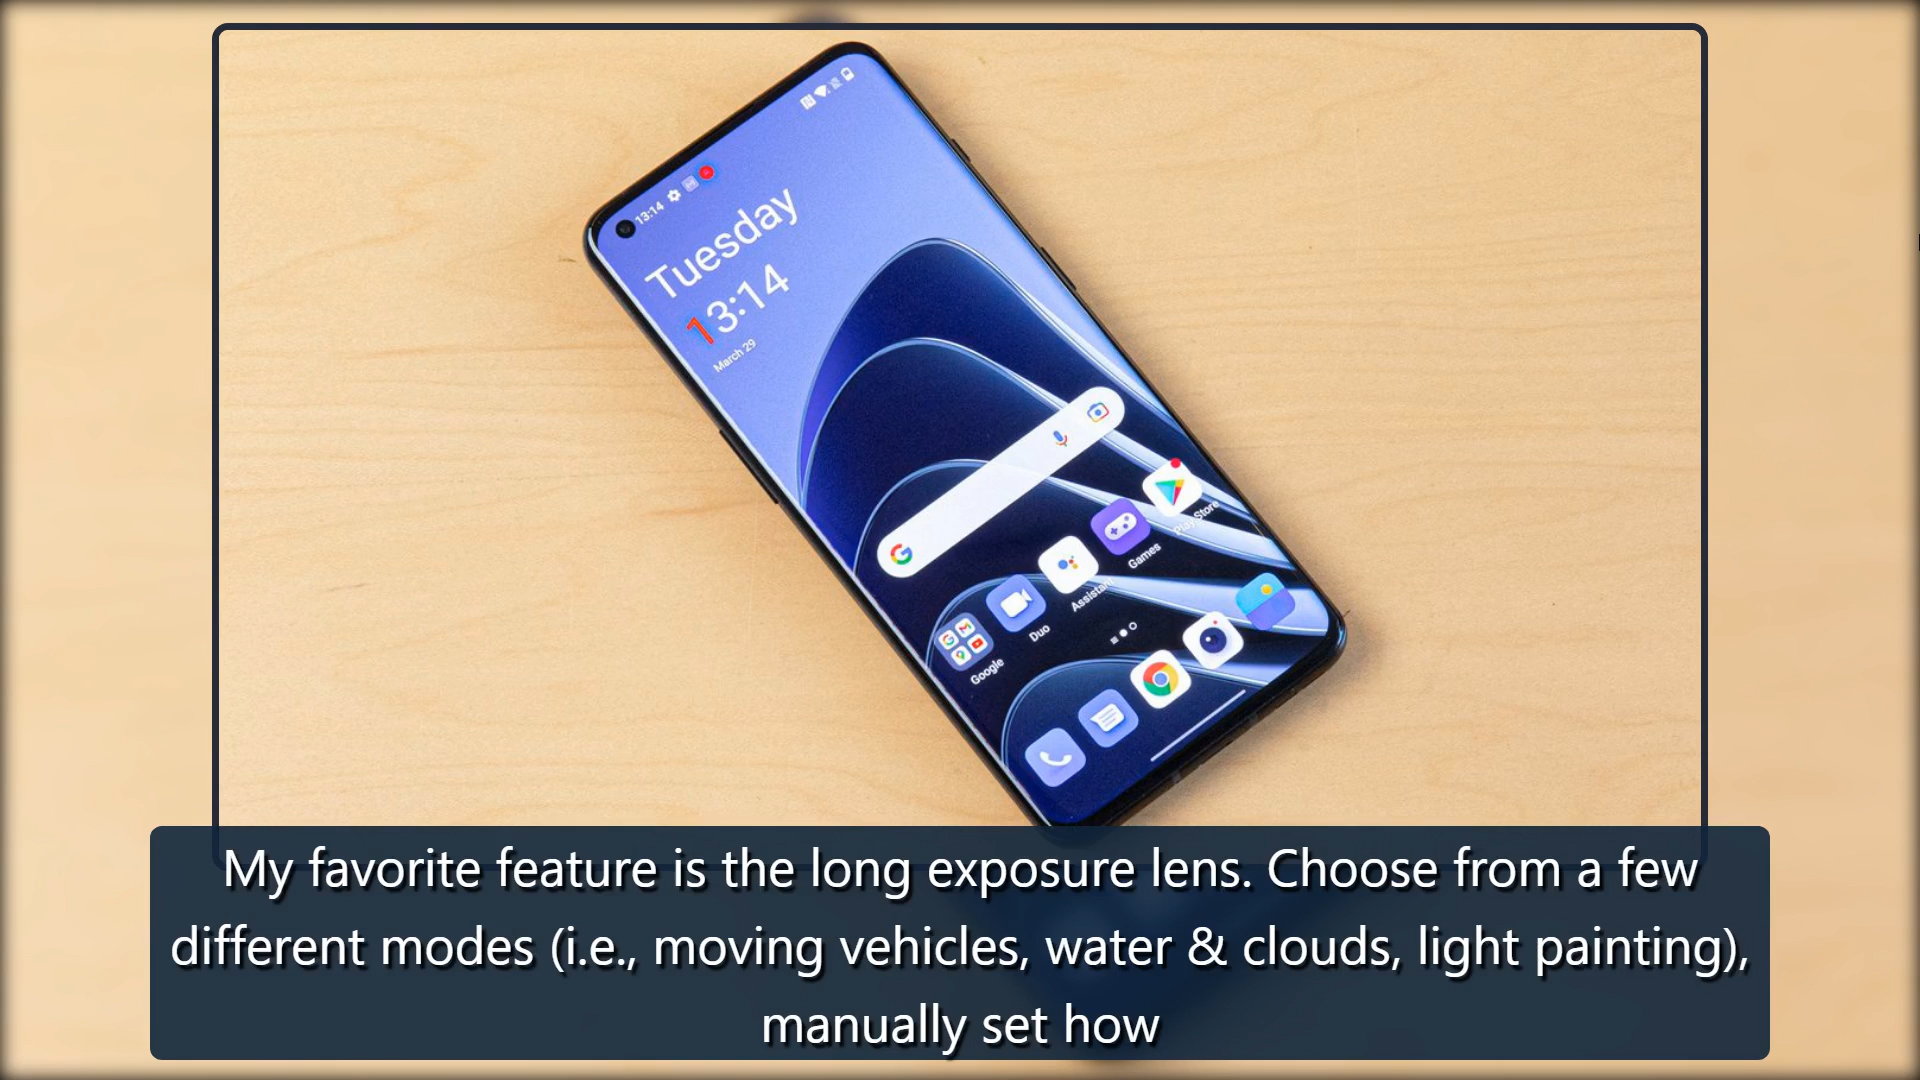 13:14
Tuesday
13:14
March 29
Play Store
Games
Assistant
Duo
Google
My favorite feature is the long exposure lens. Choose from a few
different modes (i.e., moving vehicles, water & clouds, light painting),
manually set how